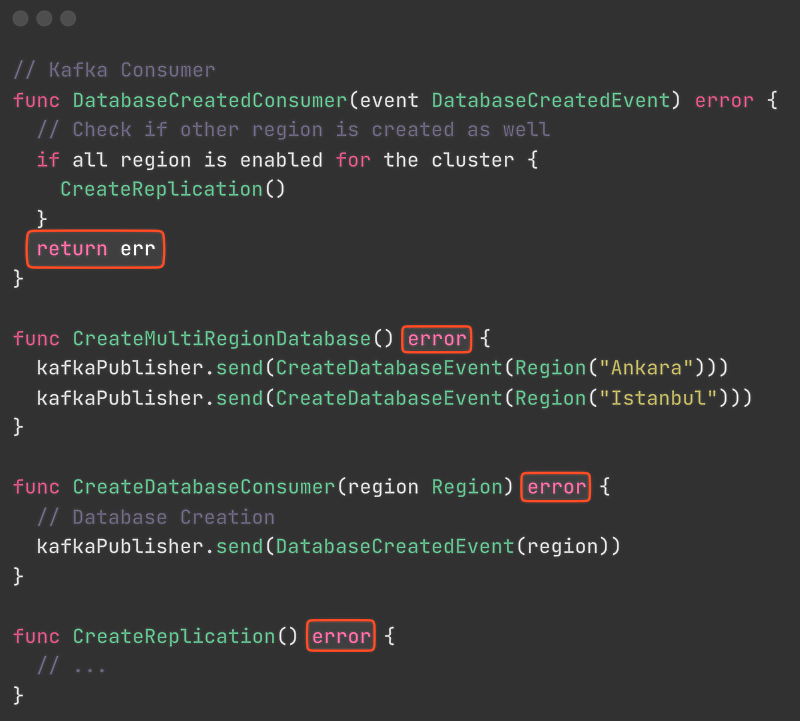 // Kafka Consumer
func DatabaseCreatedConsumer(event DatabaseCreatedEvent) error {
  // Check if other region is created as well
  if all region is enabled for the cluster {
    CreateReplication()
  }
  return err
}

func CreateMultiRegionDatabase() error {
  kafkaPublisher.send(CreateDatabaseEvent(Region("Ankara")))
  kafkaPublisher.send(CreateDatabaseEvent(Region("Istanbul")))
}

func CreateDatabaseConsumer(region Region) error {
  // Database Creation
  kafkaPublisher.send(DatabaseCreatedEvent(region))
}

func CreateReplication() error {
  // ...
}